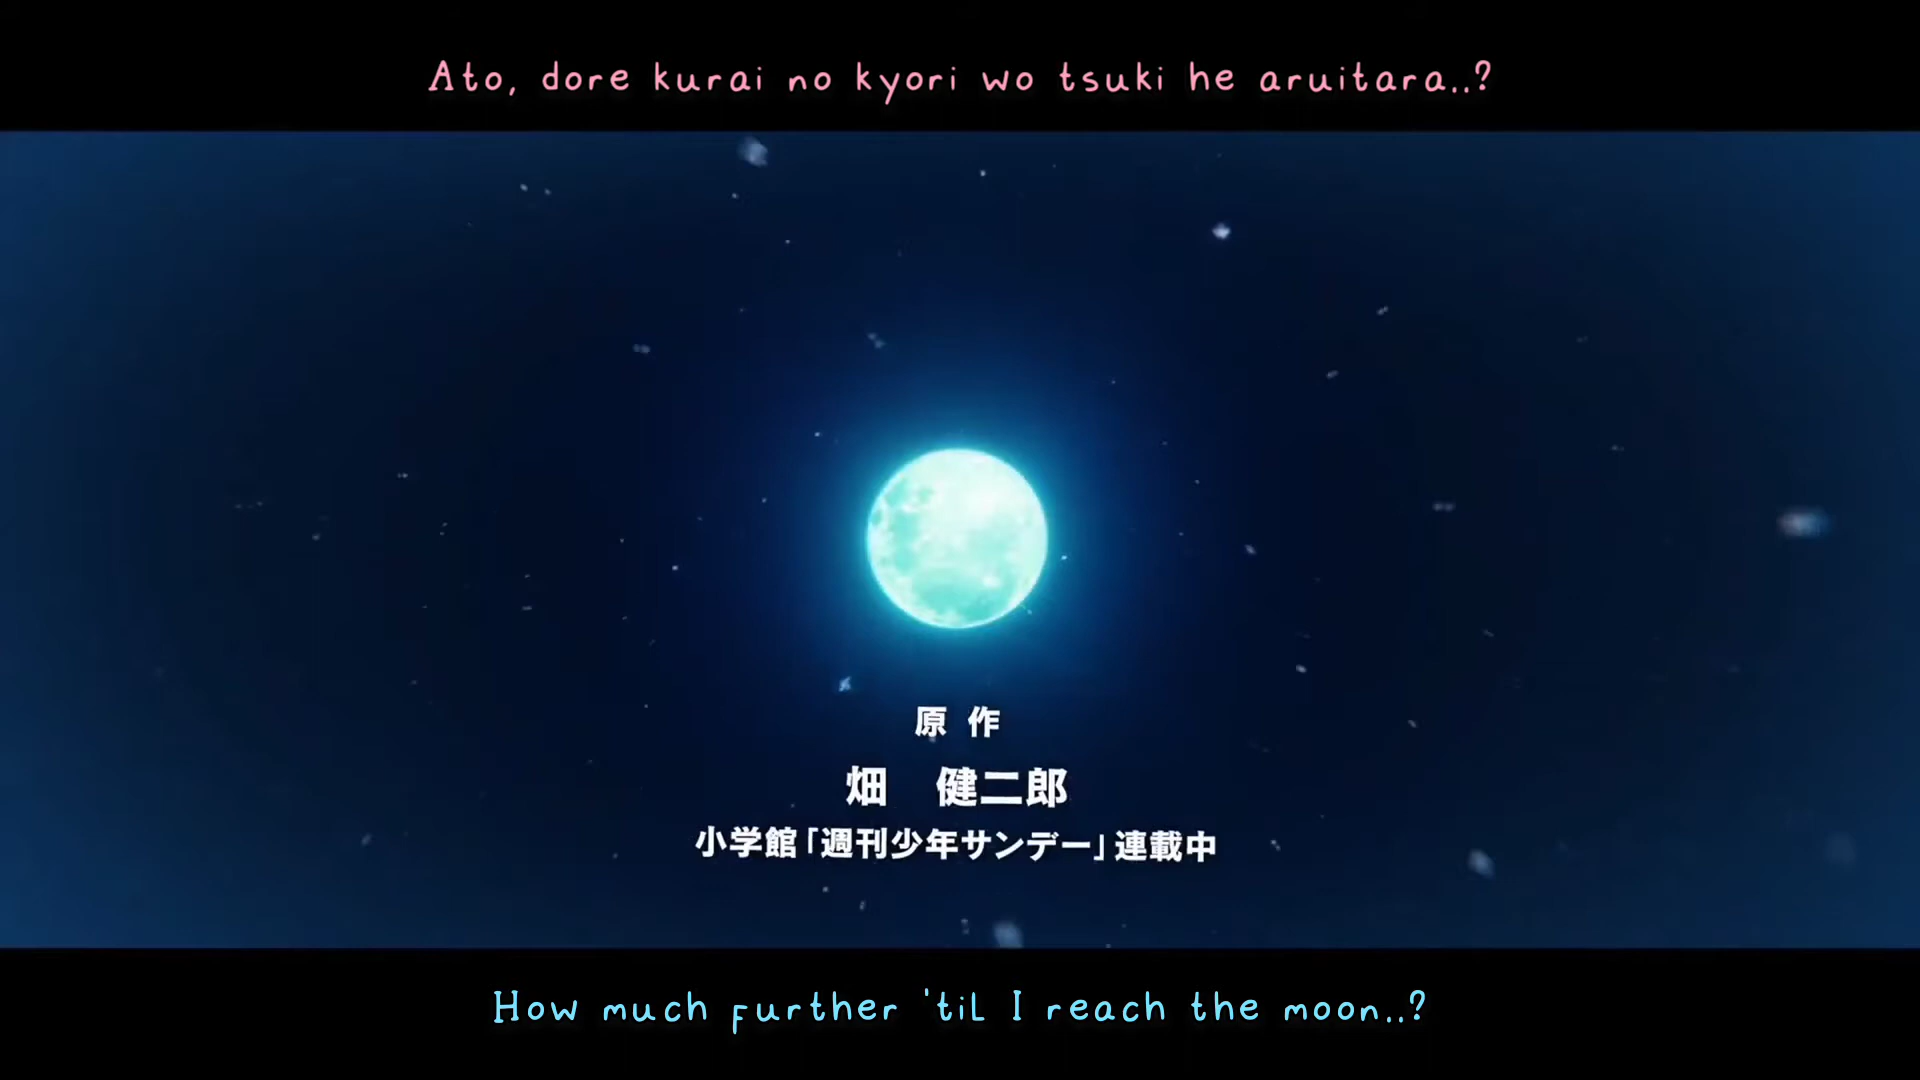 Ato, dore kurai no kyori wo tsuki he aruitara..?
原 作
畑 健二郎
小学館「週刊少年サンデー」連載中
How much further 'til I reach the moon..?